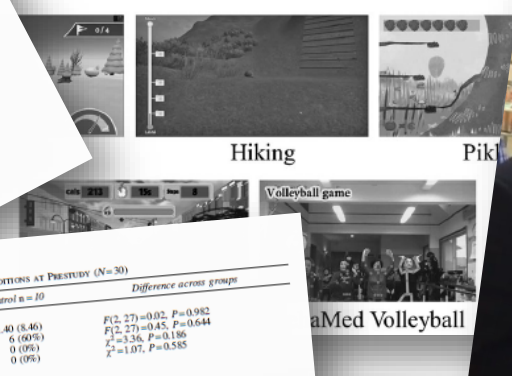 0/4
Hiking
Pikl
213 15s 8
Volleyball game
aMed Volleyball
DITIONS AT PRESTUDY (N=30)
trol n=10
Difference across groups
.40 (8.46)
F(2, 27)=0.02, P=0.982
6 (60%)
F(2, 27)=0.45, P=0.644
0 (0%)
χ²=3.36, P=0.186
0 (0%)
χ²=1.07, P=0.585